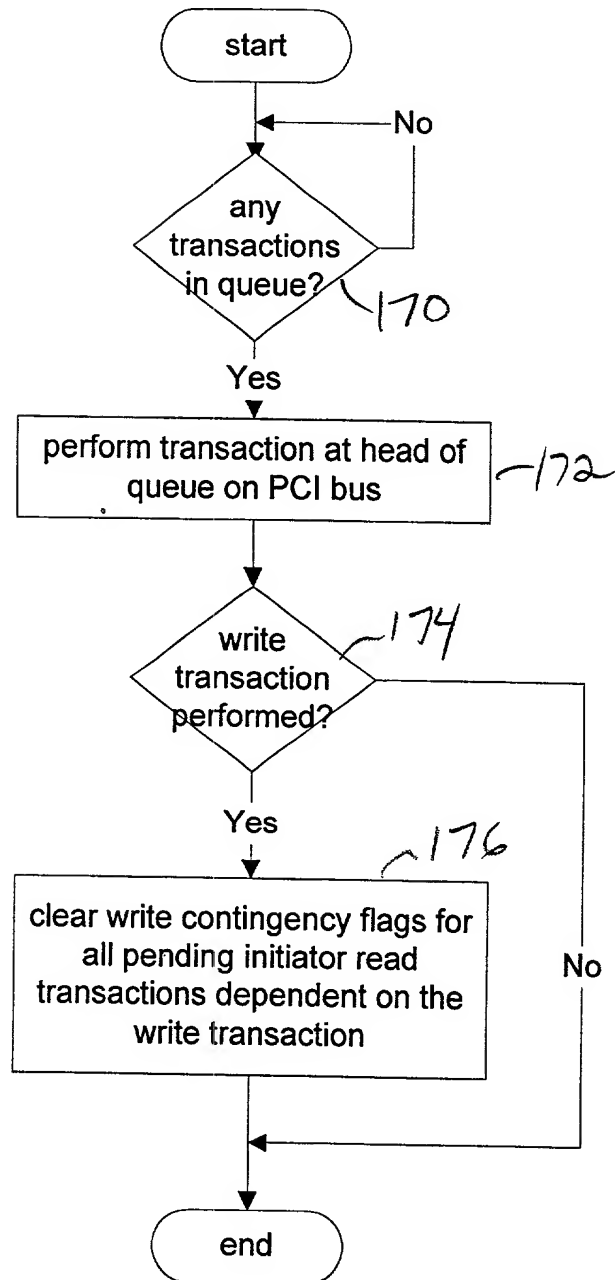 start
No
any
transactions
in queue?
170
Yes
perform transaction at head of
queue on PCI bus
172
write
transaction
performed?
174
Yes
176
clear write contingency flags for
all pending initiator read
transactions dependent on the
write transaction
No
end